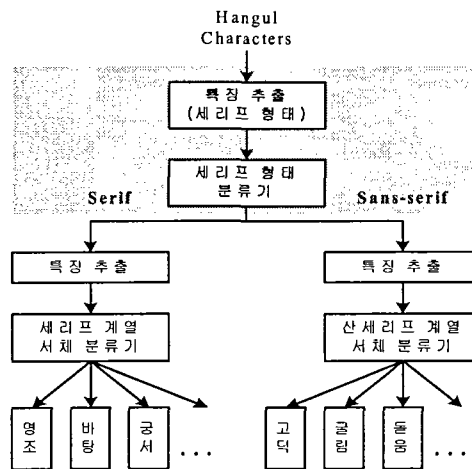 Hangul
Characters
특징 추출
(세리프 형태)
세리프 형태
분류기
Serif
Sans-serif
특징 추출
특징 추출
세리프 계열
서체 분류기
산세리프 계열
서체 분류기
영조
바탕
궁서
...
고딕
굴림
돌움
...